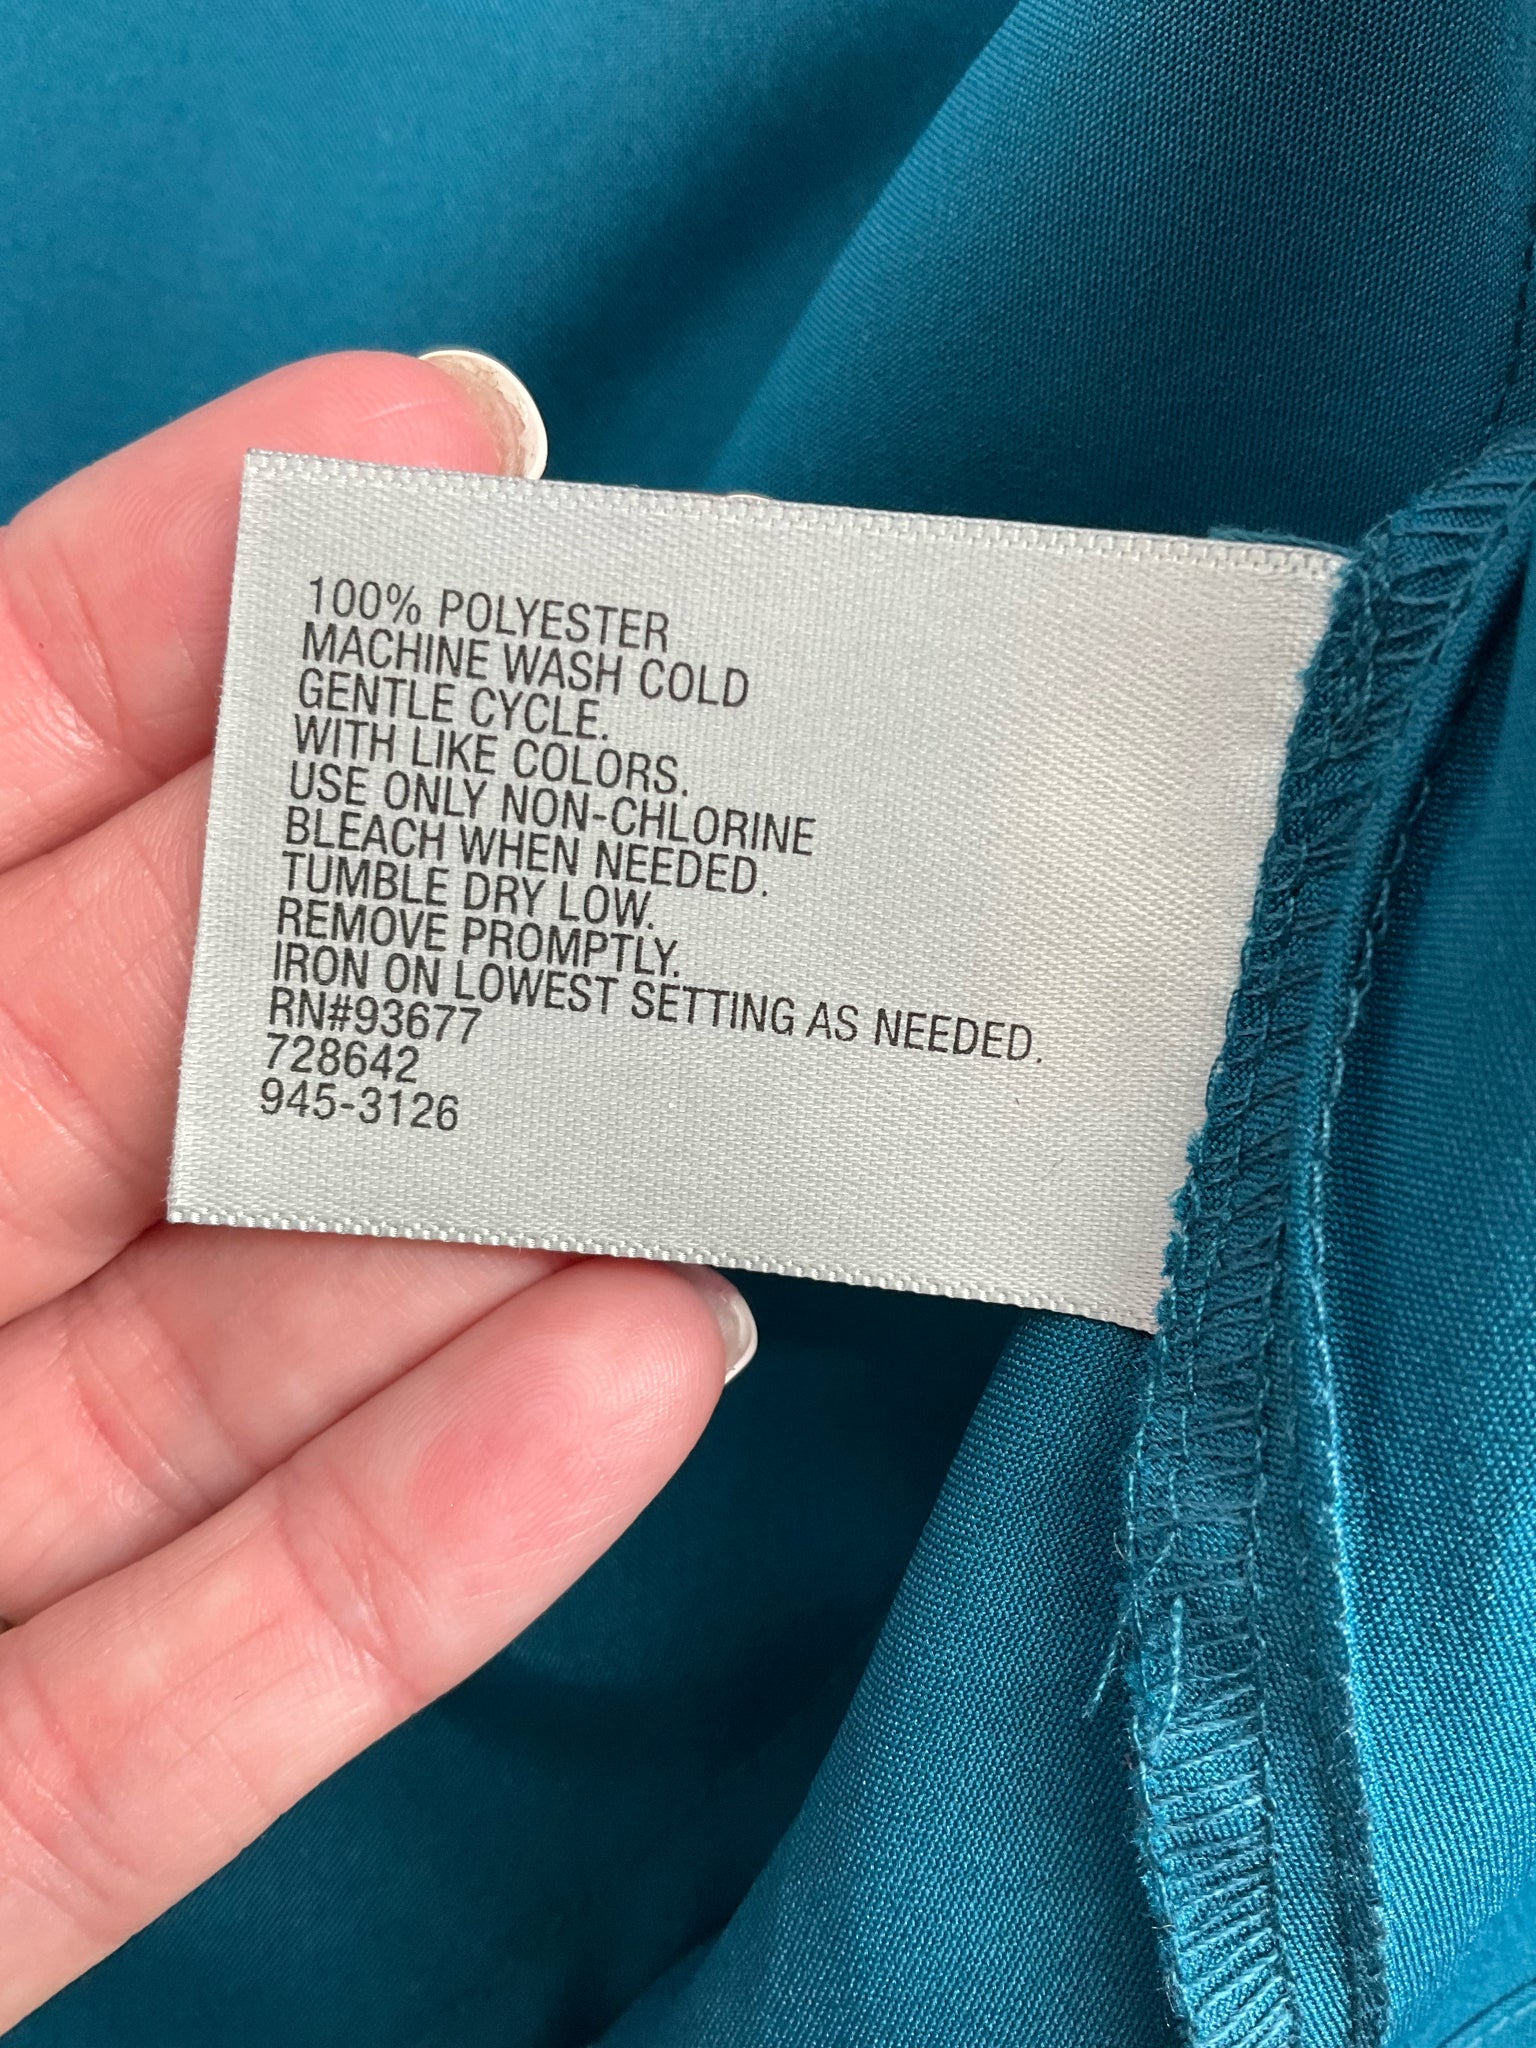 100% POLYESTER
MACHINE WASH COLD
GENTLE CYCLE.
WITH LIKE COLORS.
USE ONLY NON-CHLORINE
BLEACH WHEN NEEDED.
TUMBLE DRY LOW.
REMOVE PROMPTLY.
IRON ON LOWEST SETTING AS NEEDED.
RN#93677
728642
945-3126